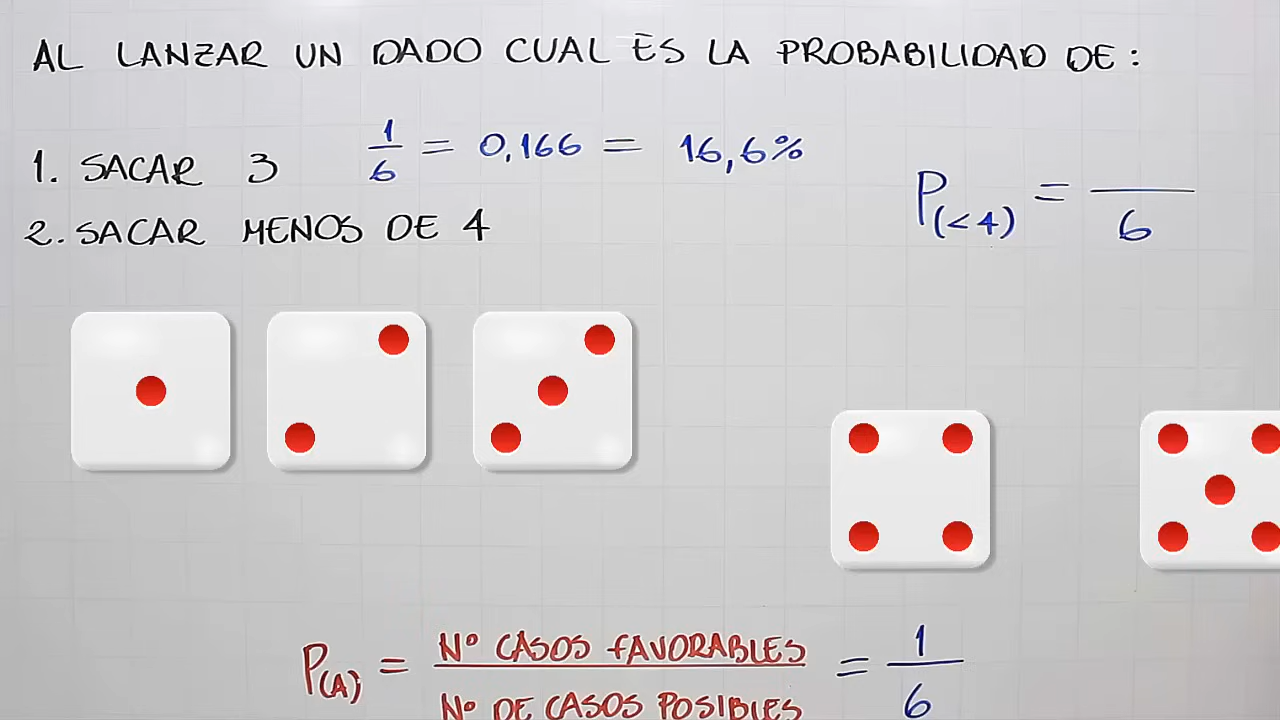 AL LANZAR UN DADO CUAL ES LA PROBABILIDAD DE:
1. SACAR 3 1/6 = 0,166 = 16,6%
2. SACAR MENOS DE 4
P(<4) = /6
P(A) = Nº CASOS FAVORABLES / Nº DE CASOS POSIBLES = 1/6